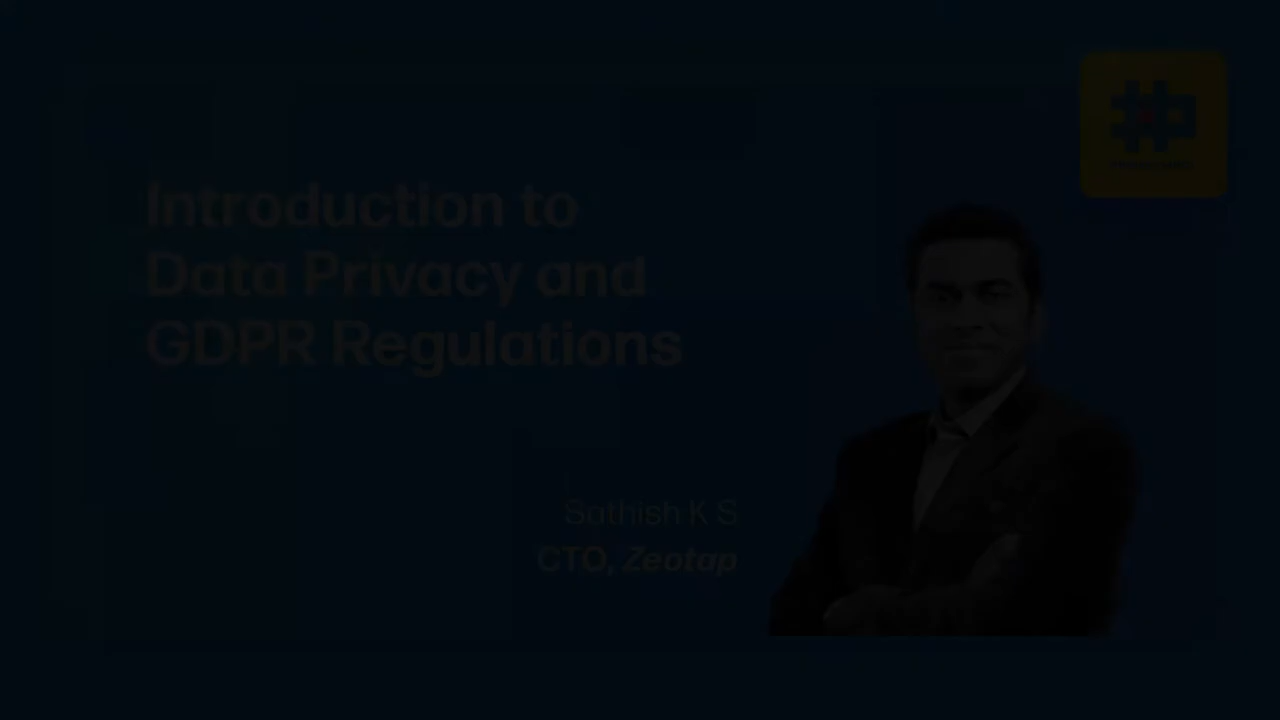 Introduction to
Data Privacy and
GDPR Regulations
Sathish K S
CTO, Zeotap